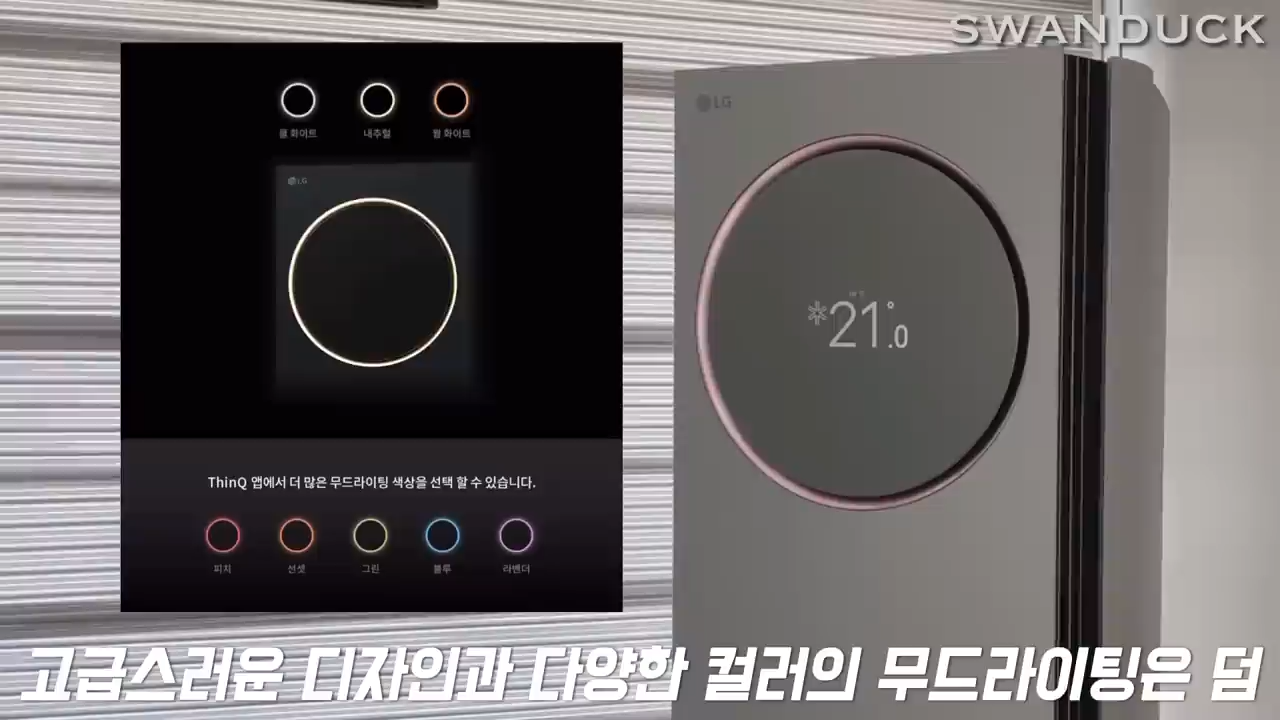 SWANDUCK
쿨 화이트 내추럴 웜 화이트
LG
LG
*21°.0
ThinQ 앱에서 더 많은 무드라이팅 색상을 선택 할 수 있습니다.
피치 선셋 그린 블루 라벤더
고급스러운 디자인과 다양한 컬러의 무드라이팅은 덤